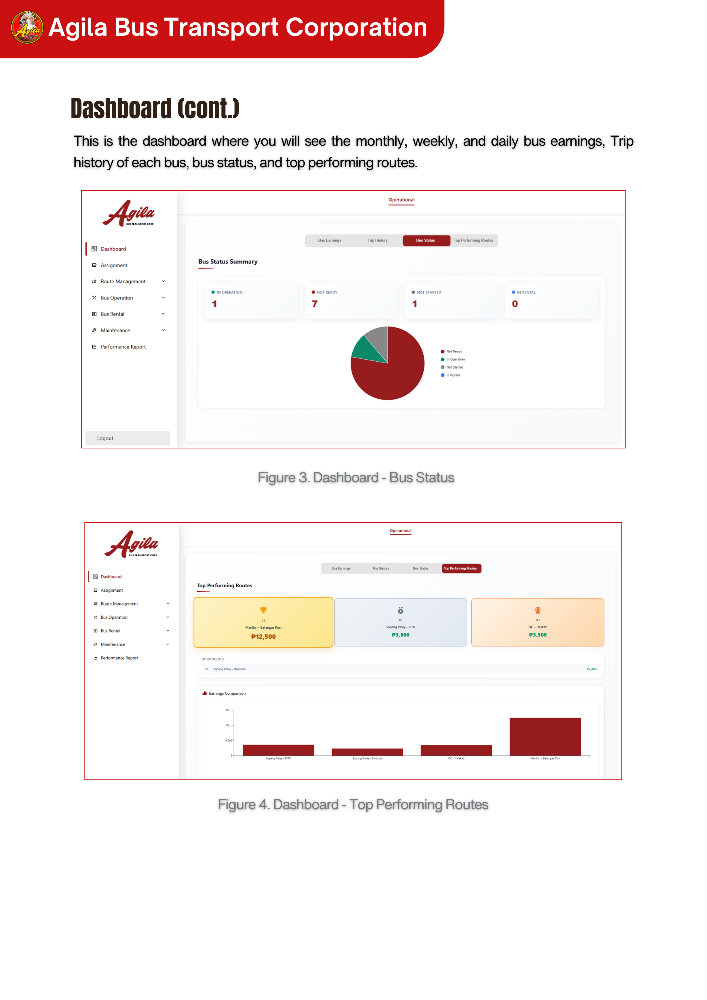 Agila
Agila Bus Transport Corporation
Dashboard (cont.)
This is the dashboard where you will see the monthly, weekly, and daily bus earnings, Trip
history of each bus, bus status, and top performing routes.
Agila
BUS TRANSPORT CORP.
Operational
Dashboard
Assignment
Route Management
Bus Operation
Bus Rental
Maintenance
Performance Report
Logout
Bus Earnings Trip History Bus Status Top Performing Routes
Bus Status Summary
IN OPERATION NOT READY NOT STARTED IN RENTAL
1 7 1 0
Not Ready
In Operation
Not Started
In Rental
Figure 3. Dashboard - Bus Status
Agila
BUS TRANSPORT CORP.
Operational
Dashboard
Assignment
Route Management
Bus Operation
Bus Rental
Maintenance
Performance Report
Bus Earnings Trip History Bus Status Top Performing Routes
Top Performing Routes
#1
Manila ↔ Batangas Port
₱12,500
#2
Sapang Palay - PITX
₱3,600
#3
QC ↔ Makati
₱3,500
OTHER ROUTES
#4 Sapang Palay - Divisoria ₱2,400
Earnings Comparison
15...
10...
5,000
0
Sapang Palay - PITX Sapang Palay - Divisoria QC ↔ Makati Manila ↔ Batangas Port
Figure 4. Dashboard - Top Performing Routes